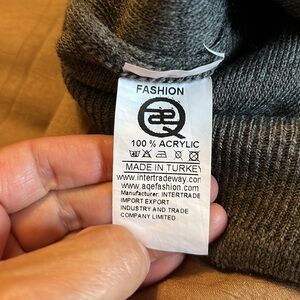 FASHION
100 % ACRYLIC
MADE IN TURKEY
www.intertradeway.com
www.aqefashion.com
Manufacturer: INTERTRADE
IMPORT EXPORT
INDUSTRY AND TRADE
COMPANY LIMITED